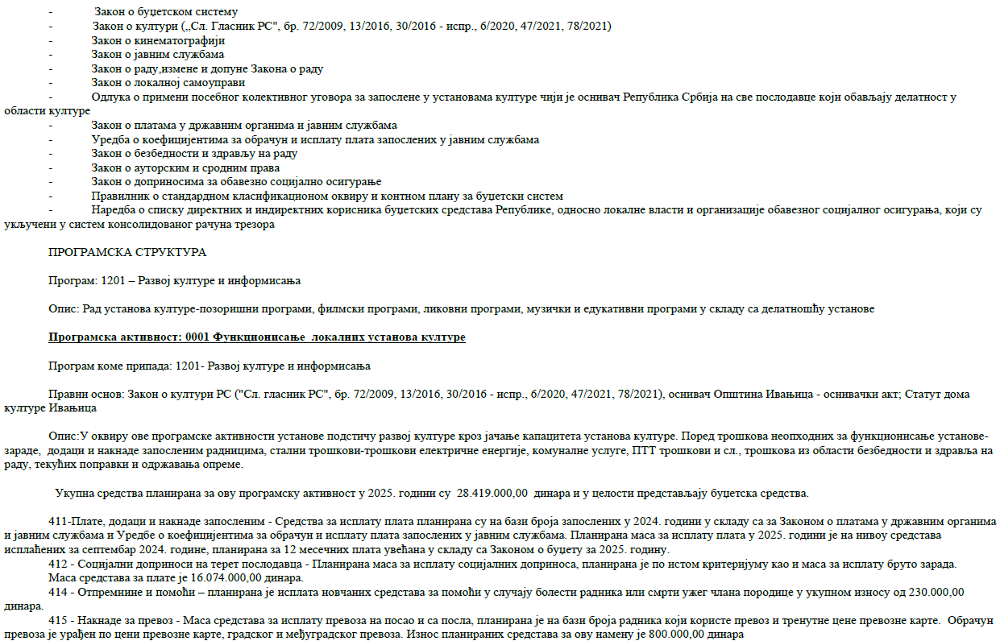 - Закон о буџетском систему
- Закон о култури („Сл. Гласник РС", бр. 72/2009, 13/2016, 30/2016 - испр., 6/2020, 47/2021, 78/2021)
- Закон о кинематографији
- Закон о јавним службама
- Закон о раду,измене и допуне Закона о раду
- Закон о локалној самоуправи
- Одлука о примени посебног колективног уговора за запослене у установама културе чији је оснивач Република Србија на све послодавце који обављају делатност у
области културе
- Закон о платама у државним органима и јавним службама
- Уредба о коефицијентима за обрачун и исплату плата запослених у јавним службама
- Закон о безбедности и здрављу на раду
- Закон о ауторским и сродним права
- Закон о доприносима за обавезно социјално осигурање
- Правилник о стандардном класификационом оквиру и контном плану за буџетски систем
- Наредба о списку директних и индиректних корисника буџетских средстава Републике, односно локалне власти и организације обавезног социјалног осигурања, који су
укључени у систем консолидованог рачуна трезора
ПРОГРАМСКА СТРУКТУРА
Програм: 1201 – Развој културе и информисања
Опис: Рад установа културе-позоришни програми, филмски програми, ликовни програми, музички и едукативни програми у складу са делатношћу установе
Програмска активност: 0001 Функционисање локалних установа културе
Програм коме припада: 1201- Развој културе и информисања
Правни основ: Закон о култури РС ("Сл. гласник РС", бр. 72/2009, 13/2016, 30/2016 - испр., 6/2020, 47/2021, 78/2021), оснивач Општина Ивањица - оснивачки акт; Статут дома
културе Ивањица
Опис:У оквиру ове програмске активности установе подстичу развој културе кроз јачање капацитета установа културе. Поред трошкова неопходних за функционисање установе-
зараде, додаци и накнаде запосленим радницима, стални трошкови-трошкови електричне енергије, комуналне услуге, ПТТ трошкови и сл., трошкова из области безбедности и здравља на
раду, текућих поправки и одржавања опреме.
Укупна средства планирана за ову програмску активност у 2025. години су 28.419.000,00 динара и у целости представљају буџетска средства.
411-Плате, додаци и накнаде запосленим - Средства за исплату плата планирана су на бази броја запослених у 2024. години у складу са за Законом о платама у државним органима
и јавним службама и Уредбе о коефицијентима за обрачун и исплату плата запослених у јавним службама. Планирана маса за исплату плата у 2025. години је на нивоу средстава
исплаћених за септембар 2024. године, планирана за 12 месечних плата увећана у складу са Законом о буџету за 2025. годину.
412 - Социјални доприноси на терет послодавца - Планирана маса за исплату социјалних доприноса, планирана је по истом критеријуму као и маса за исплату бруто зарада.
Маса средстава за плате је 16.074.000,00 динара.
414 - Отпремнине и помоћи – планирана је исплата новчаних средстава за помоћи у случају болести радника или смрти ужег члана породице у укупном износу од 230.000,00
динара.
415 - Накнаде за превоз - Маса средстава за исплату превоза на посао и са посла, планирана је на бази броја радника који користе превоз и тренутне цене превозне карте. Обрачун
превоза је урађен по цени превозне карте, градског и међуградског превоза. Износ планираних средстава за ову намену је 800.000,00 динара